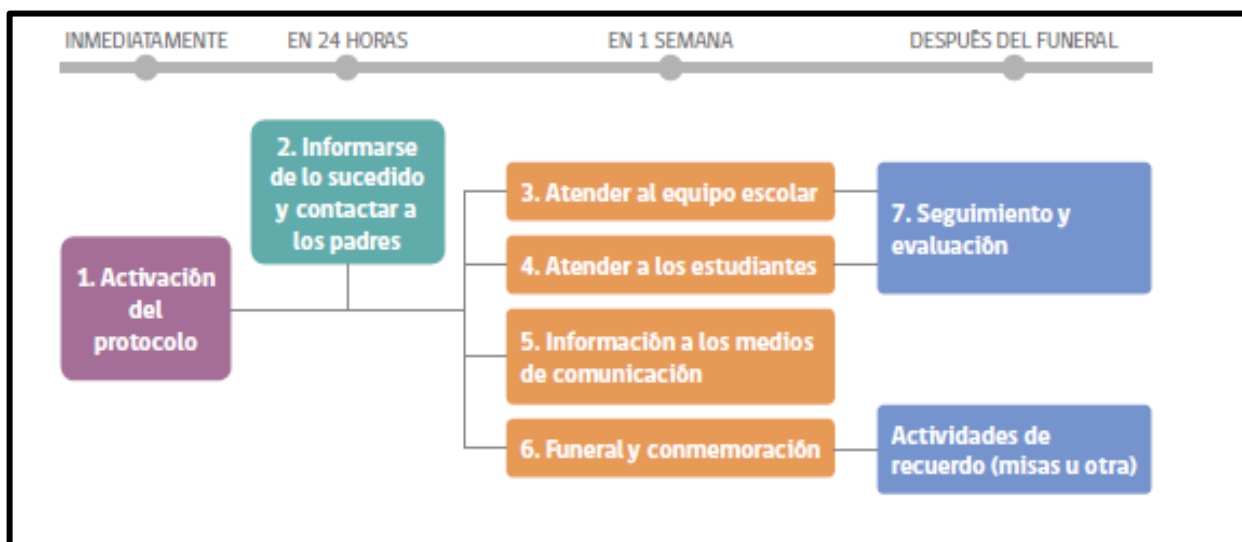 INMEDIATAMENTE
EN 24 HORAS
EN 1 SEMANA
DESPUÉS DEL FUNERAL
1. Activación
del
protocolo
2. Informarse
de lo sucedido
y contactar a
los padres
3. Atender al equipo escolar
4. Atender a los estudiantes
5. Información a los medios
de comunicación
6. Funeral y conmemoración
7. Seguimiento y
evaluación
Actividades de
recuerdo (misas u otra)